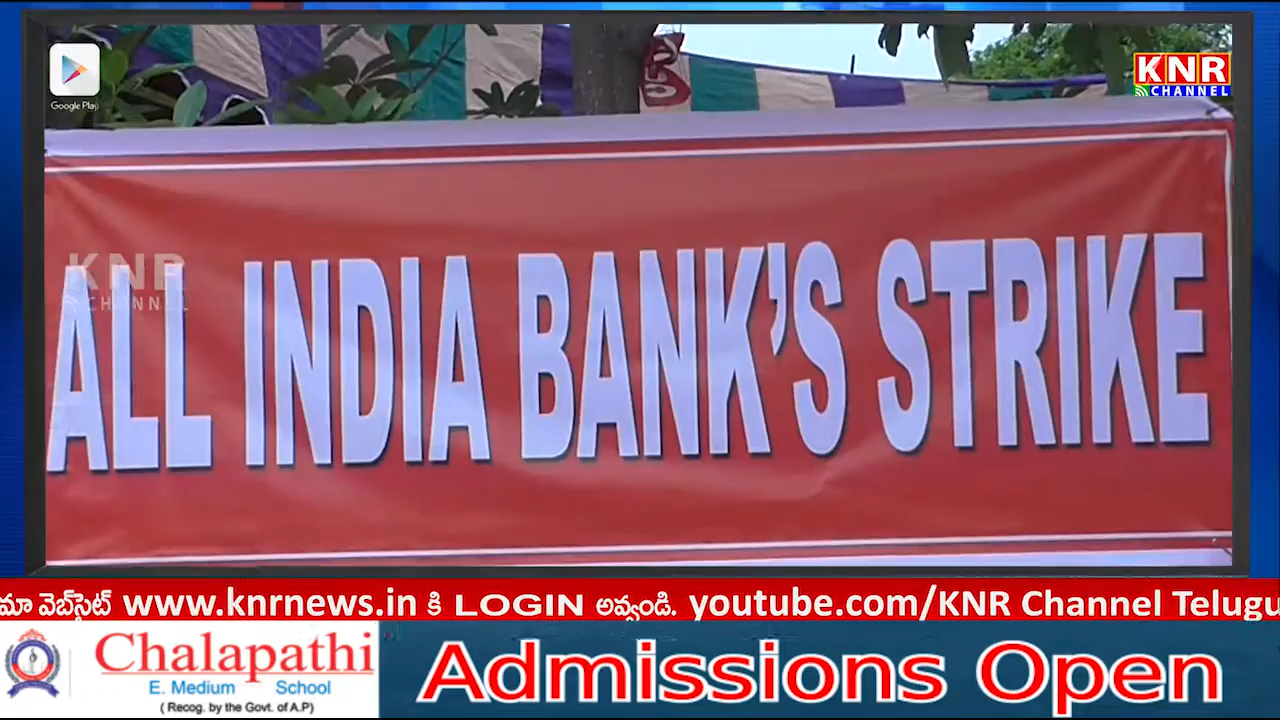 Google Play
KNR
CHANNEL
KNR
CHANNEL
ALL INDIA BANK'S STRIKE
మా వెబ్‌సైట్ www.knrnews.in కి LOGIN అవ్వండి. youtube.com/KNR Channel Telugu
Chalapathi
E. Medium School
( Recog. by the Govt. of A.P)
Admissions Open